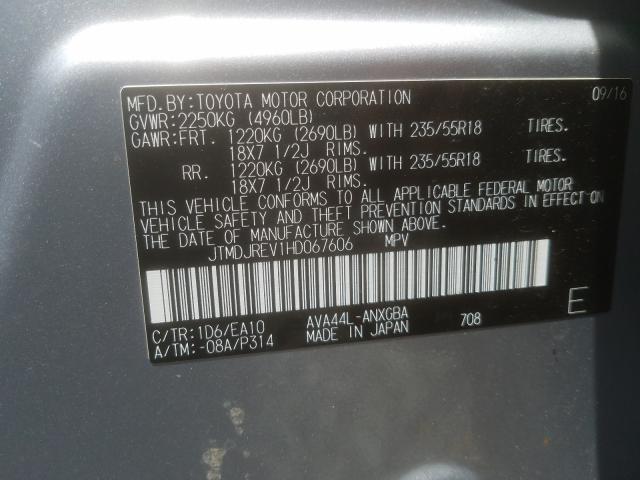 MFD.BY:TOYOTA MOTOR CORPORATION 09/16
GVWR:2250KG (4960LB)
GAWR:FRT. 1220KG (2690LB) WITH 235/55R18 TIRES.
18X7 1/2J RIMS.
RR. 1220KG (2690LB) WITH 235/55R18 TIRES.
18X7 1/2J RIMS.
THIS VEHICLE CONFORMS TO ALL APPLICABLE FEDERAL MOTOR
VEHICLE SAFETY AND THEFT PREVENTION STANDARDS IN EFFECT ON
THE DATE OF MANUFACTURE SHOWN ABOVE.
JTMDJREV1HD067606 MPV
C/TR:1D6/EA10 AVA44L-ANXGBA 708 E
A/TM:-08A/P314 MADE IN JAPAN